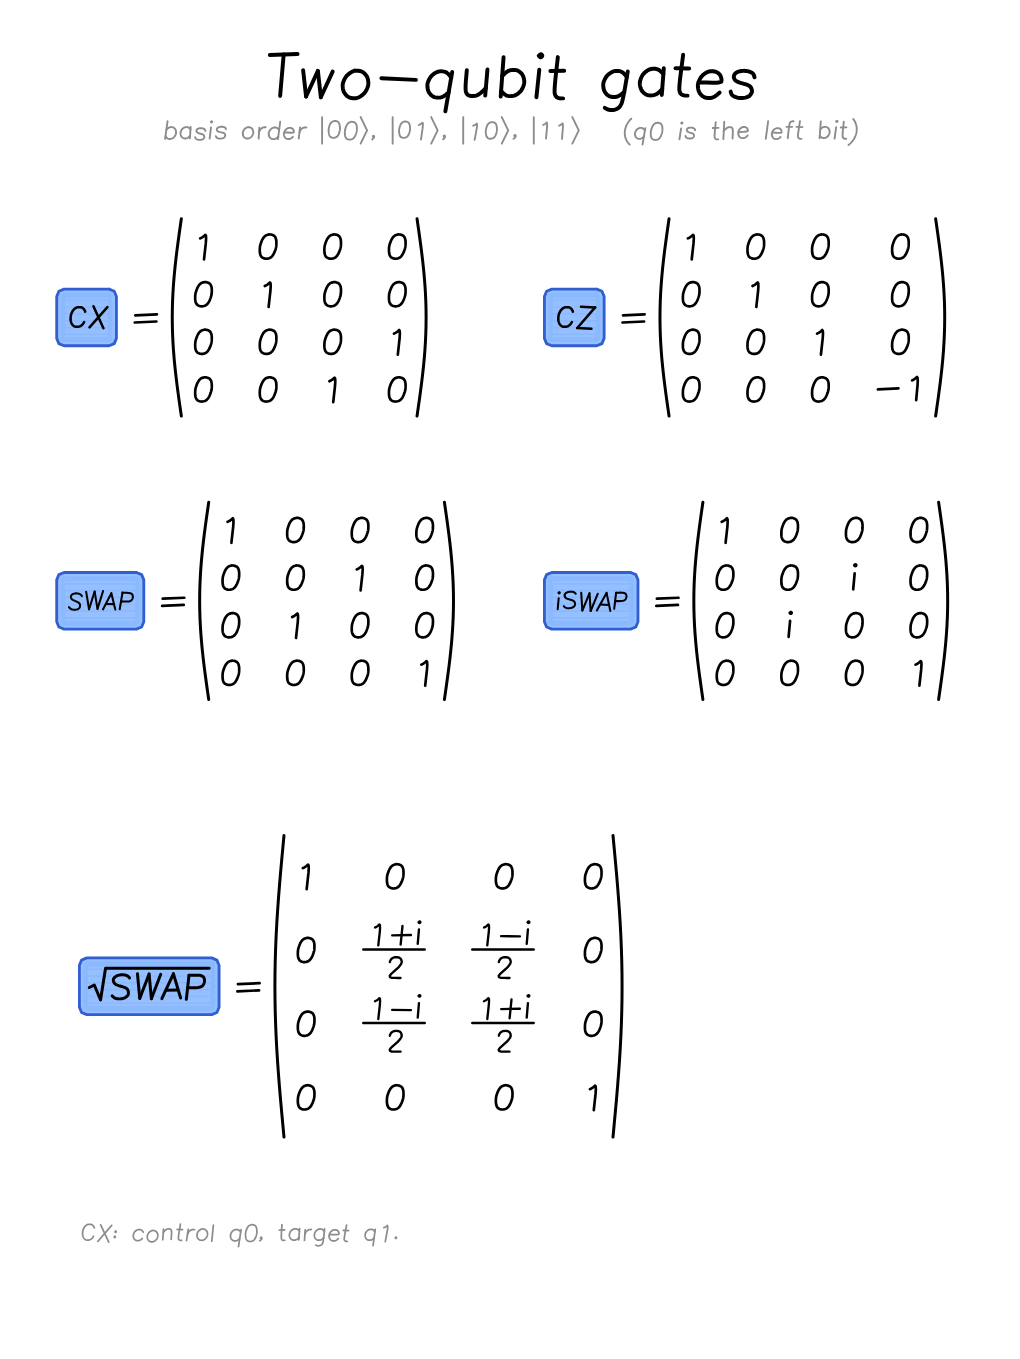 Two-qubit gates
basis order |00⟩, |01⟩, |10⟩, |11⟩ (q0 is the left bit)
CX =
1 0 0 0
0 1 0 0
0 0 0 1
0 0 1 0
CZ =
1 0 0 0
0 1 0 0
0 0 1 0
0 0 0 -1
SWAP =
1 0 0 0
0 0 1 0
0 1 0 0
0 0 0 1
iSWAP =
1 0 0 0
0 0 i 0
0 i 0 0
0 0 0 1
√SWAP =
1 0 0 0
0 (1+i)/2 (1-i)/2 0
0 (1-i)/2 (1+i)/2 0
0 0 0 1
CX: control q0, target q1.